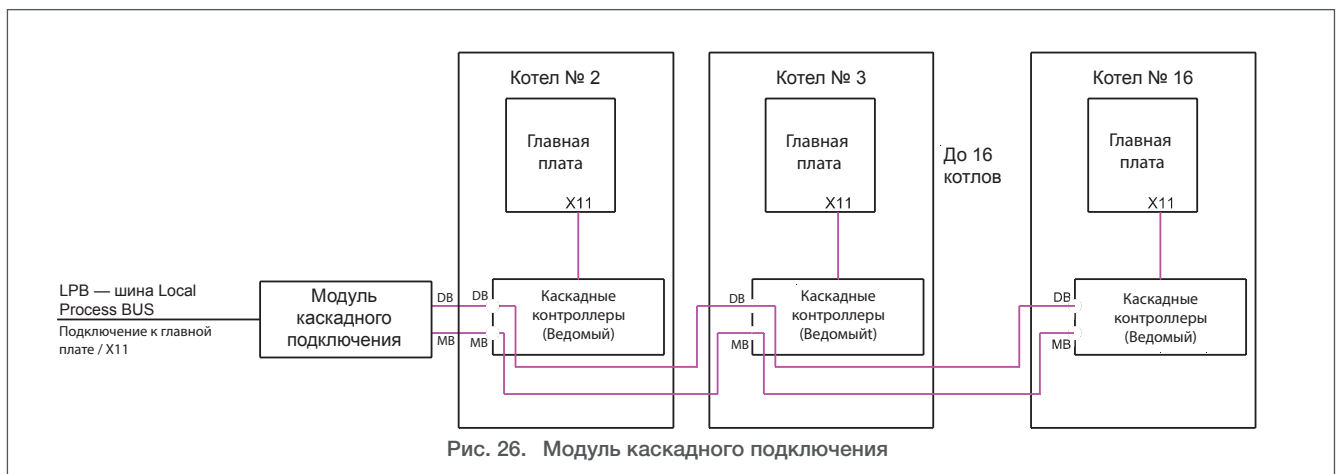 Котел № 2
Котел № 3
Котел № 16
Главная
плата
X11
Главная
плата
X11
До 16
котлов
Главная
плата
X11
LPB — шина Local
Process BUS
Подключение к главной
плате / X11
Модуль
каскадного
подключения
DB
MB
DB
MB
Каскадные
контроллеры
(Ведомый)
DB
MB
Каскадные
контроллеры
(Ведомыйt)
DB
MB
Каскадные
контроллеры
(Ведомый)
Рис. 26. Модуль каскадного подключения